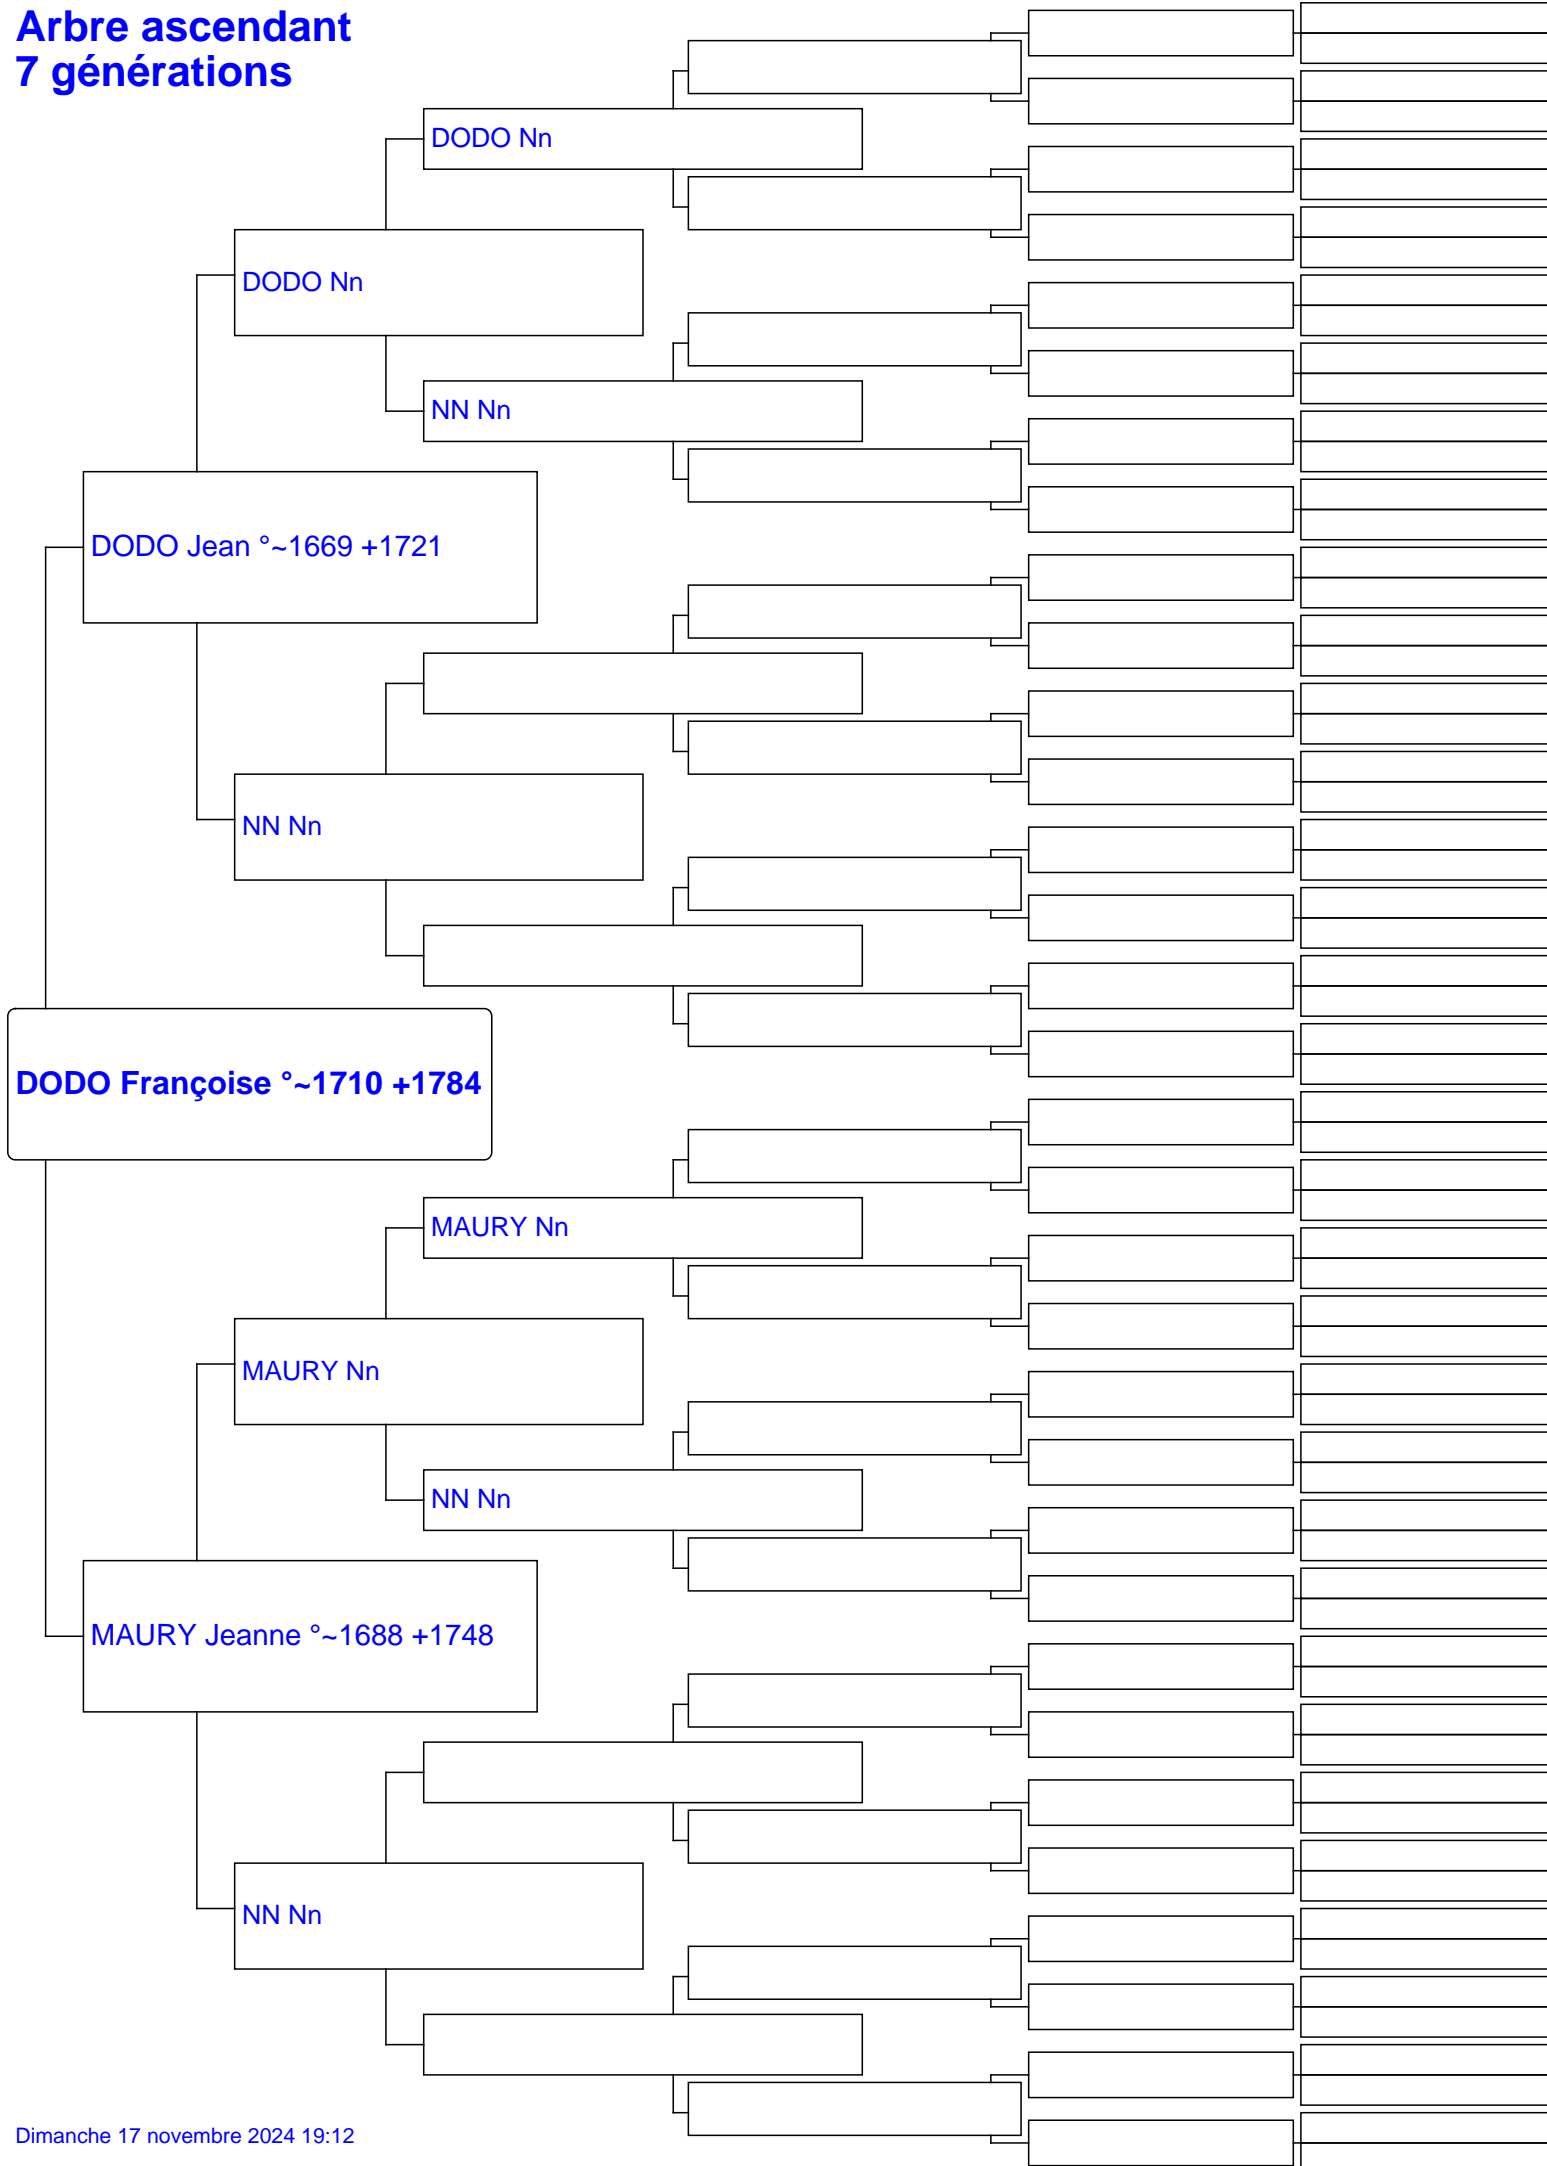 Arbre ascendant
7 générations
DODO Nn
DODO Nn
NN Nn
DODO Jean °~1669 +1721
NN Nn
DODO Françoise °~1710 +1784
MAURY Nn
MAURY Nn
NN Nn
MAURY Jeanne °~1688 +1748
NN Nn
Dimanche 17 novembre 2024 19:12